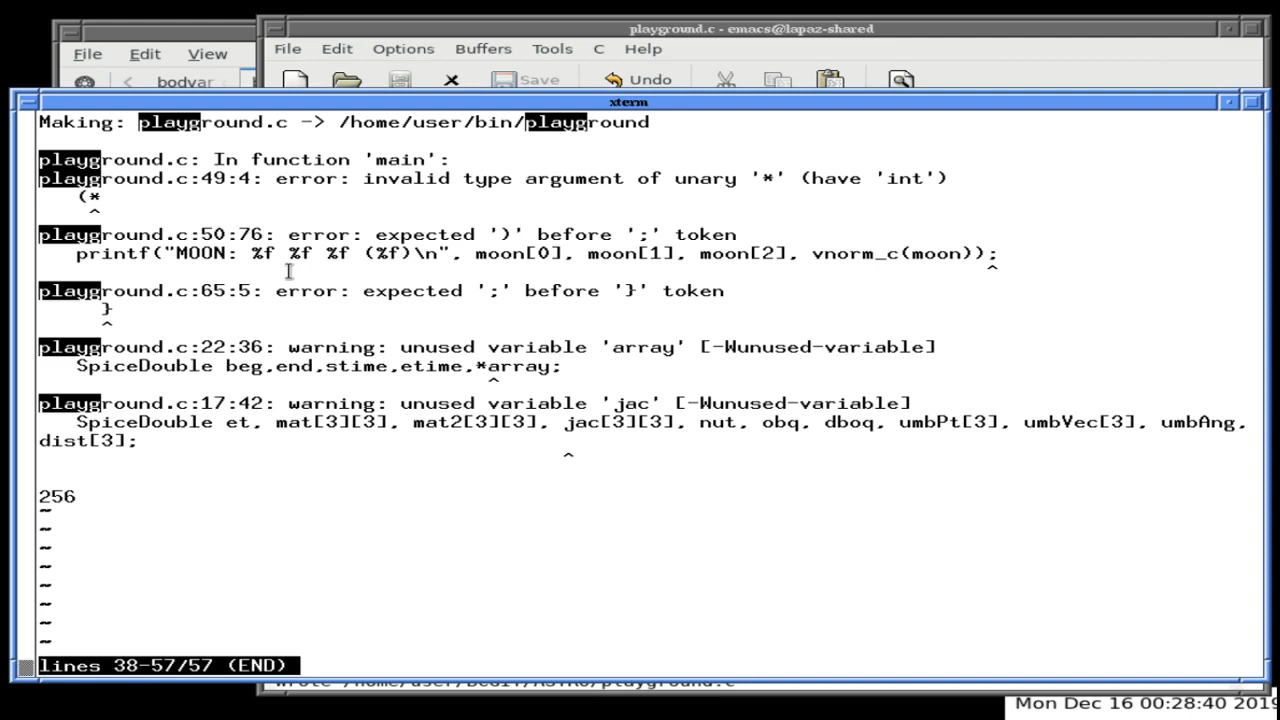 playground.c - emacs@lapaz-shared
File Edit View
File Edit Options Buffers Tools C Help
bodvar
Save Undo
xterm
Making: playground.c -> /home/user/bin/playground
playground.c: In function 'main':
playground.c:49:4: error: invalid type argument of unary '*' (have 'int')
(*
^
playground.c:50:76: error: expected ')' before ';' token
printf("MOON: %f %f %f (%f)\n", moon[0], moon[1], moon[2], vnorm_c(moon));
^
playground.c:65:5: error: expected ';' before '}' token
}
^
playground.c:22:36: warning: unused variable 'array' [-Wunused-variable]
SpiceDouble beg,end,stime,etime,*array;
^
playground.c:17:42: warning: unused variable 'jac' [-Wunused-variable]
SpiceDouble et, mat[3][3], mat2[3][3], jac[3][3], nut, obq, dboq, umbPt[3], umbVec[3], umbAng,
dist[3];
^
256
~
~
~
~
~
~
~
~
lines 38-57/57 (END)
Wrote /home/user/BCGIT/ASTRO/playground.c
Mon Dec 16 00:28:40 2019